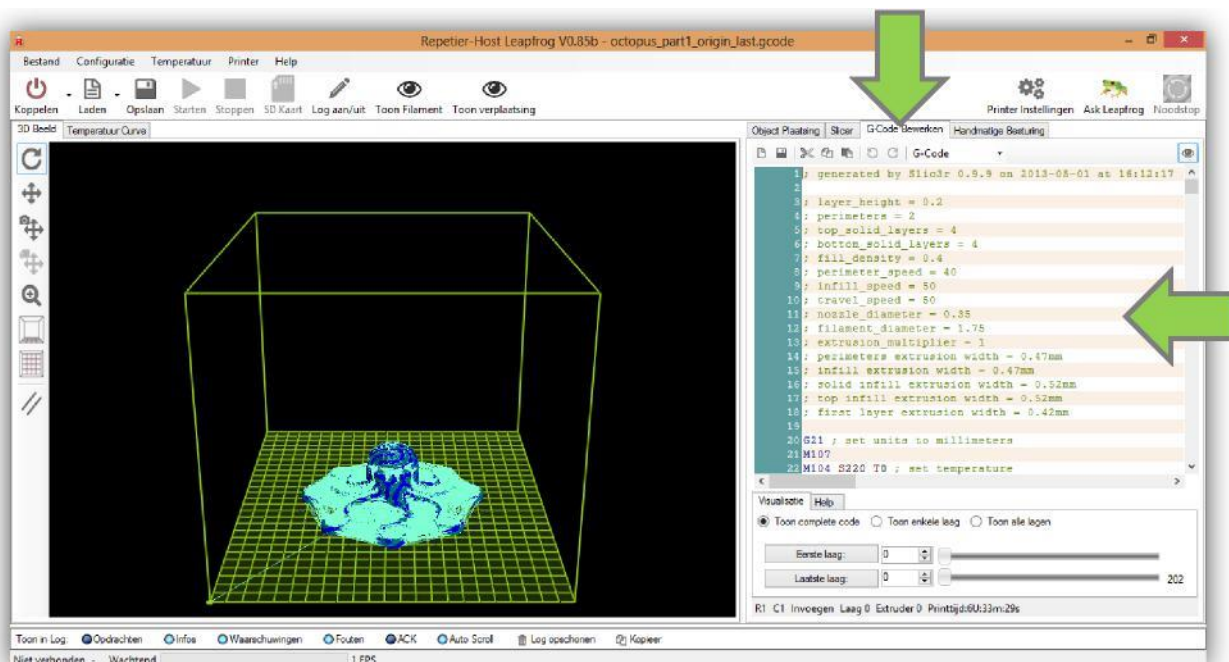 Repetier-Host Leapfrog V0.85b - octopus_part1_origin_last.gcode
Bestand Configuratie Temperatuur Printer Help
Koppelen Laden Opslaan Starten Stoppen SD Kaart Log aan/uit Toon Filament Toon verplaatsing Printer Instellingen Ask Leapfrog Noodstop
3D Beeld Temperatuur Curve
Object Plaatsing Slicer G-Code Bewerken Handmatige Besturing
G-Code
1 ; generated by Slic3r 0.9.9 on 2013-08-01 at 16:12:17
2
3 ; layer_height = 0.2
4 ; perimeters = 2
5 ; top_solid_layers = 4
6 ; bottom_solid_layers = 4
7 ; fill_density = 0.4
8 ; perimeter_speed = 40
9 ; infill_speed = 50
10 ; travel_speed = 50
11 ; nozzle_diameter = 0.35
12 ; filament_diameter = 1.75
13 ; extrusion_multiplier = 1
14 ; perimeters extrusion width = 0.47mm
15 ; infill extrusion width = 0.47mm
16 ; solid infill extrusion width = 0.52mm
17 ; top infill extrusion width = 0.52mm
18 ; first layer extrusion width = 0.42mm
19
20 G21 ; set units to millimeters
21 M107
22 M104 S220 T0 ; set temperature
Visualisatie Help
Toon complete code Toon enkele laag Toon alle lagen
Eerste laag: 0
Laatste laag: 0 202
R1 C1 Invoegen Laag 0 Extruder 0 Printtijd:6U:33m:29s
Toon in Log: Opdrachten Infos Waarschuwingen Fouten ACK Auto Scroll Log opschonen Kopieer
Niet verbonden - Wachtend 1 FPS